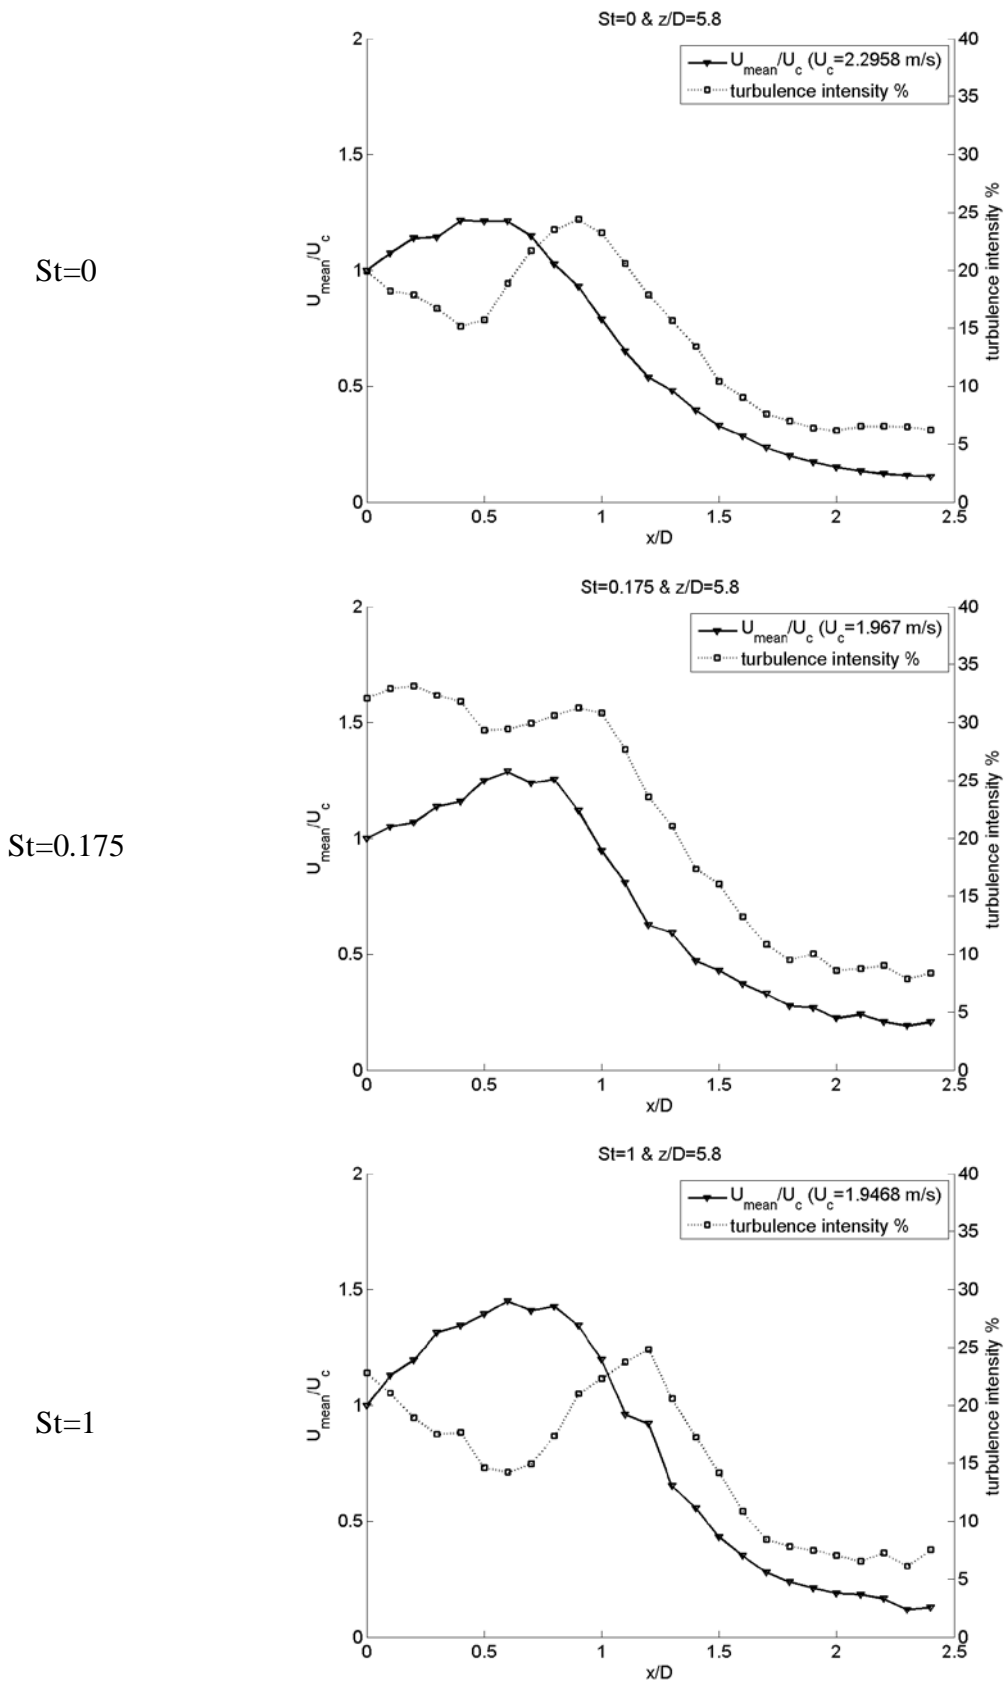 St=0
St=0 & z/D=5.8
U_mean/U_c (U_c=2.2958 m/s)
turbulence intensity %
2
1.5
1
0.5
0
U_mean/U_c
40
35
30
25
20
15
10
5
0
turbulence intensity %
0 0.5 1 1.5 2 2.5
x/D
St=0.175
St=0.175 & z/D=5.8
U_mean/U_c (U_c=1.967 m/s)
turbulence intensity %
2
1.5
1
0.5
0
U_mean/U_c
40
35
30
25
20
15
10
5
0
turbulence intensity %
0 0.5 1 1.5 2 2.5
x/D
St=1
St=1 & z/D=5.8
U_mean/U_c (U_c=1.9468 m/s)
turbulence intensity %
2
1.5
1
0.5
0
U_mean/U_c
40
35
30
25
20
15
10
5
0
turbulence intensity %
0 0.5 1 1.5 2 2.5
x/D